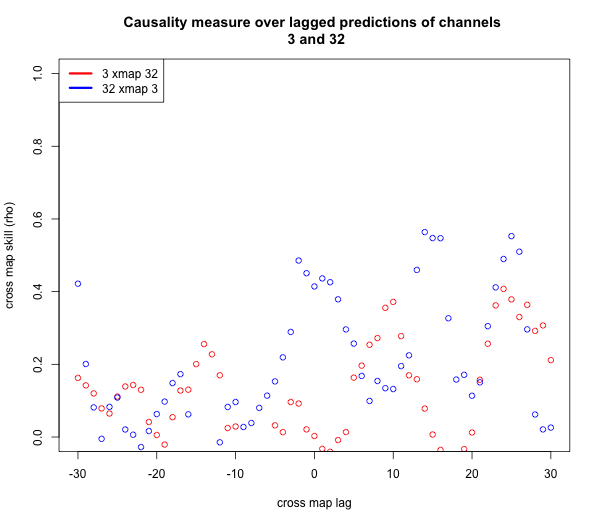 Causality measure over lagged predictions of channels
3 and 32
3 xmap 32
32 xmap 3
cross map skill (rho)
1.0
0.8
0.6
0.4
0.2
0.0
-30
-20
-10
0
10
20
30
cross map lag